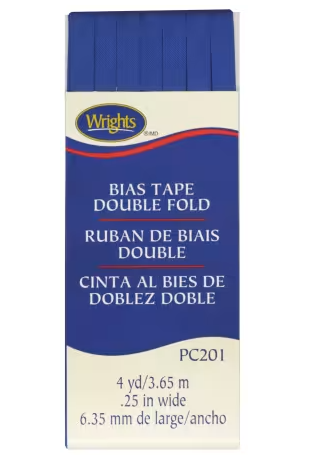 Wrights
BIAS TAPE
DOUBLE FOLD
RUBAN DE BIAIS
DOUBLE
CINTA AL BIES DE
DOBLEZ DOBLE
PC201
4 yd/3.65 m
.25 in wide
6.35 mm de large/ancho